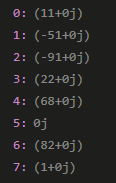 0: (11+0j)
1: (-51+0j)
2: (-91+0j)
3: (22+0j)
4: (68+0j)
5: 0j
6: (82+0j)
7: (1+0j)